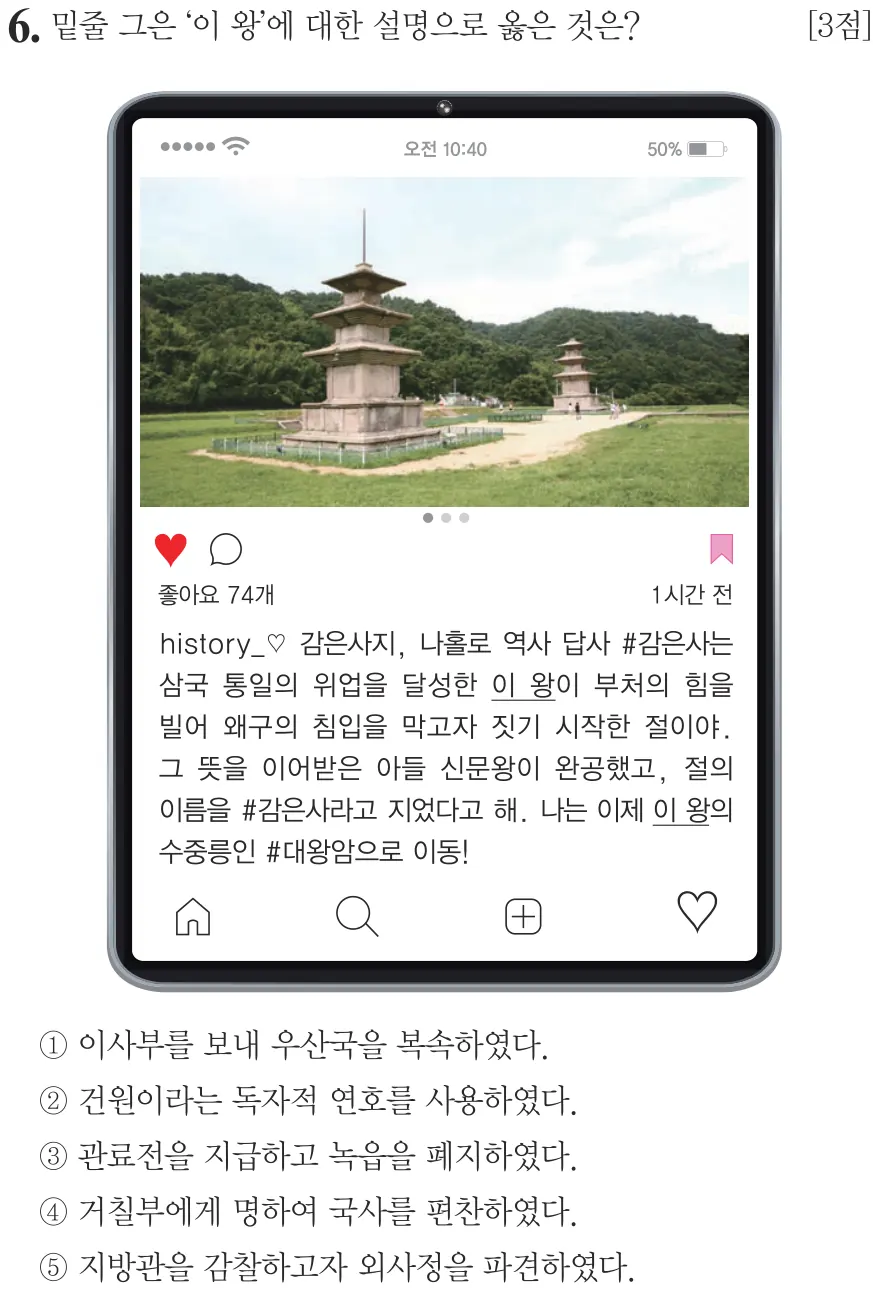 6. 밑줄 그은 ‘이 왕’에 대한 설명으로 옳은 것은? [3점]
오전 10:40 50%
좋아요 74개 1시간 전
history_♡ 감은사지, 나홀로 역사 답사 #감은사는
삼국 통일의 위업을 달성한 이 왕이 부처의 힘을
빌어 왜구의 침입을 막고자 짓기 시작한 절이야.
그 뜻을 이어받은 아들 신문왕이 완공했고, 절의
이름을 #감은사라고 지었다고 해. 나는 이제 이 왕의
수중릉인 #대왕암으로 이동!
① 이사부를 보내 우산국을 복속하였다.
② 건원이라는 독자적 연호를 사용하였다.
③ 관료전을 지급하고 녹읍을 폐지하였다.
④ 거칠부에게 명하여 국사를 편찬하였다.
⑤ 지방관을 감찰하고자 외사정을 파견하였다.